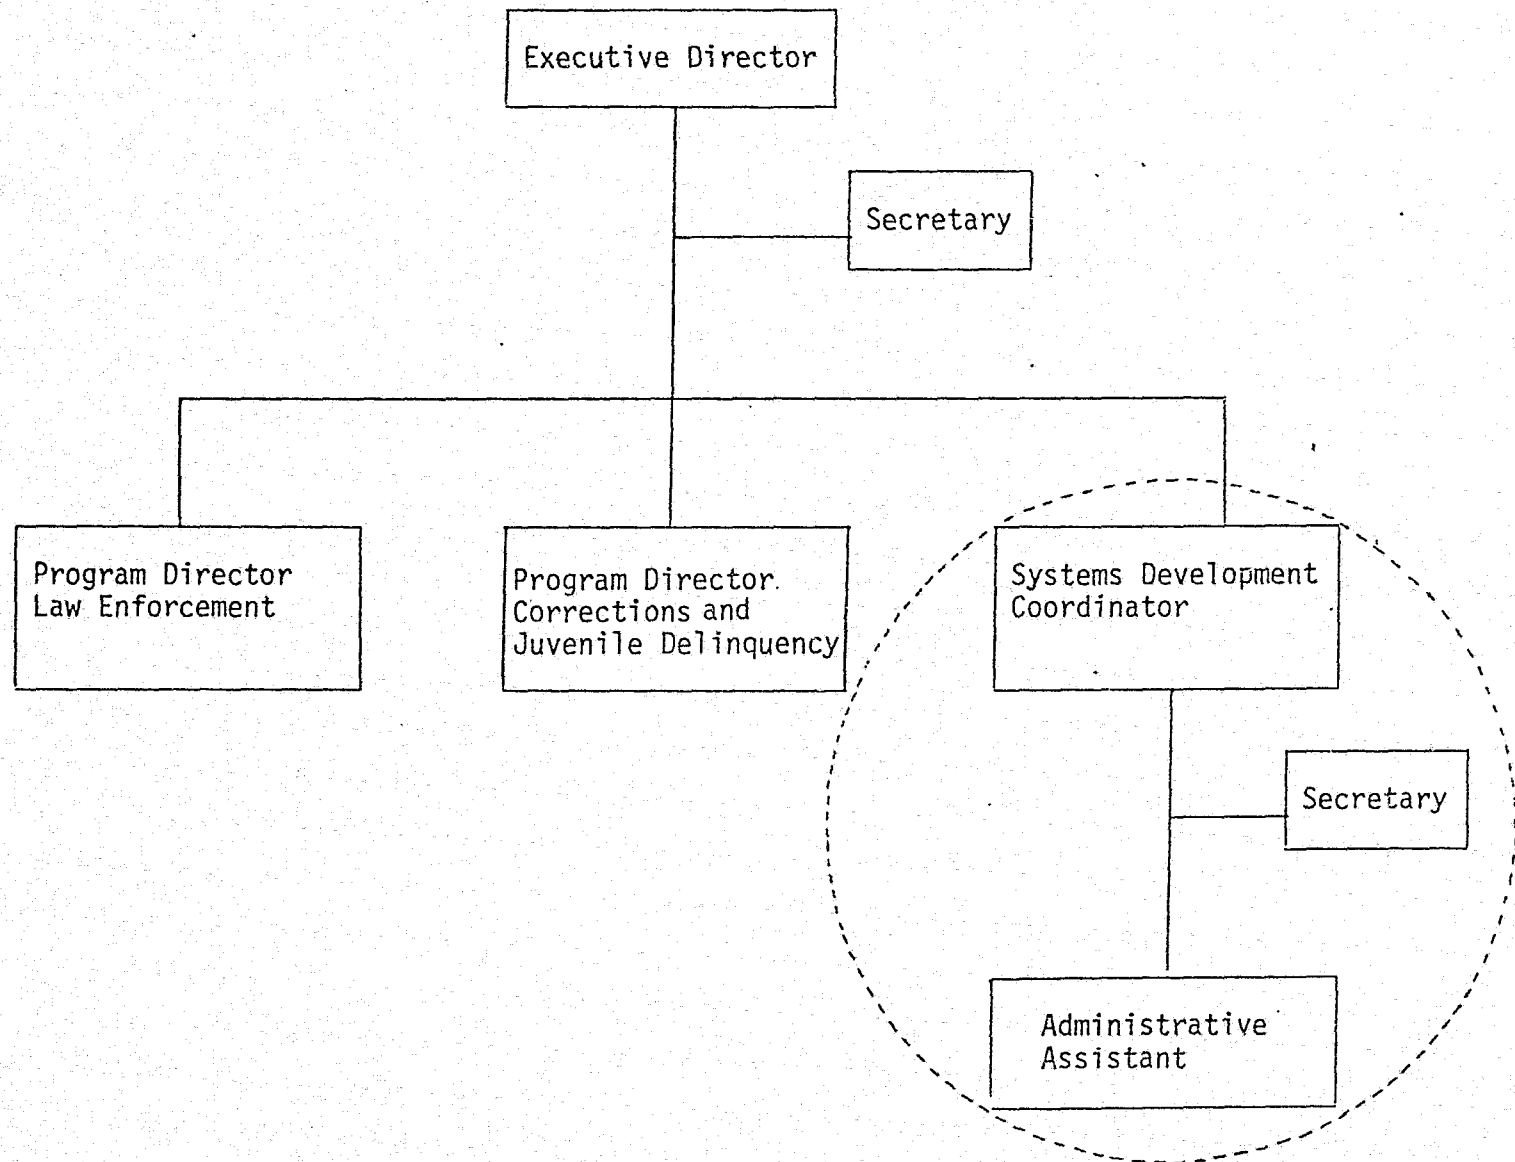 Executive Director
Secretary
Program Director
Law Enforcement
Program Director.
Corrections and
Juvenile Delinquency
Systems Development
Coordinator
Secretary
Administrative
Assistant